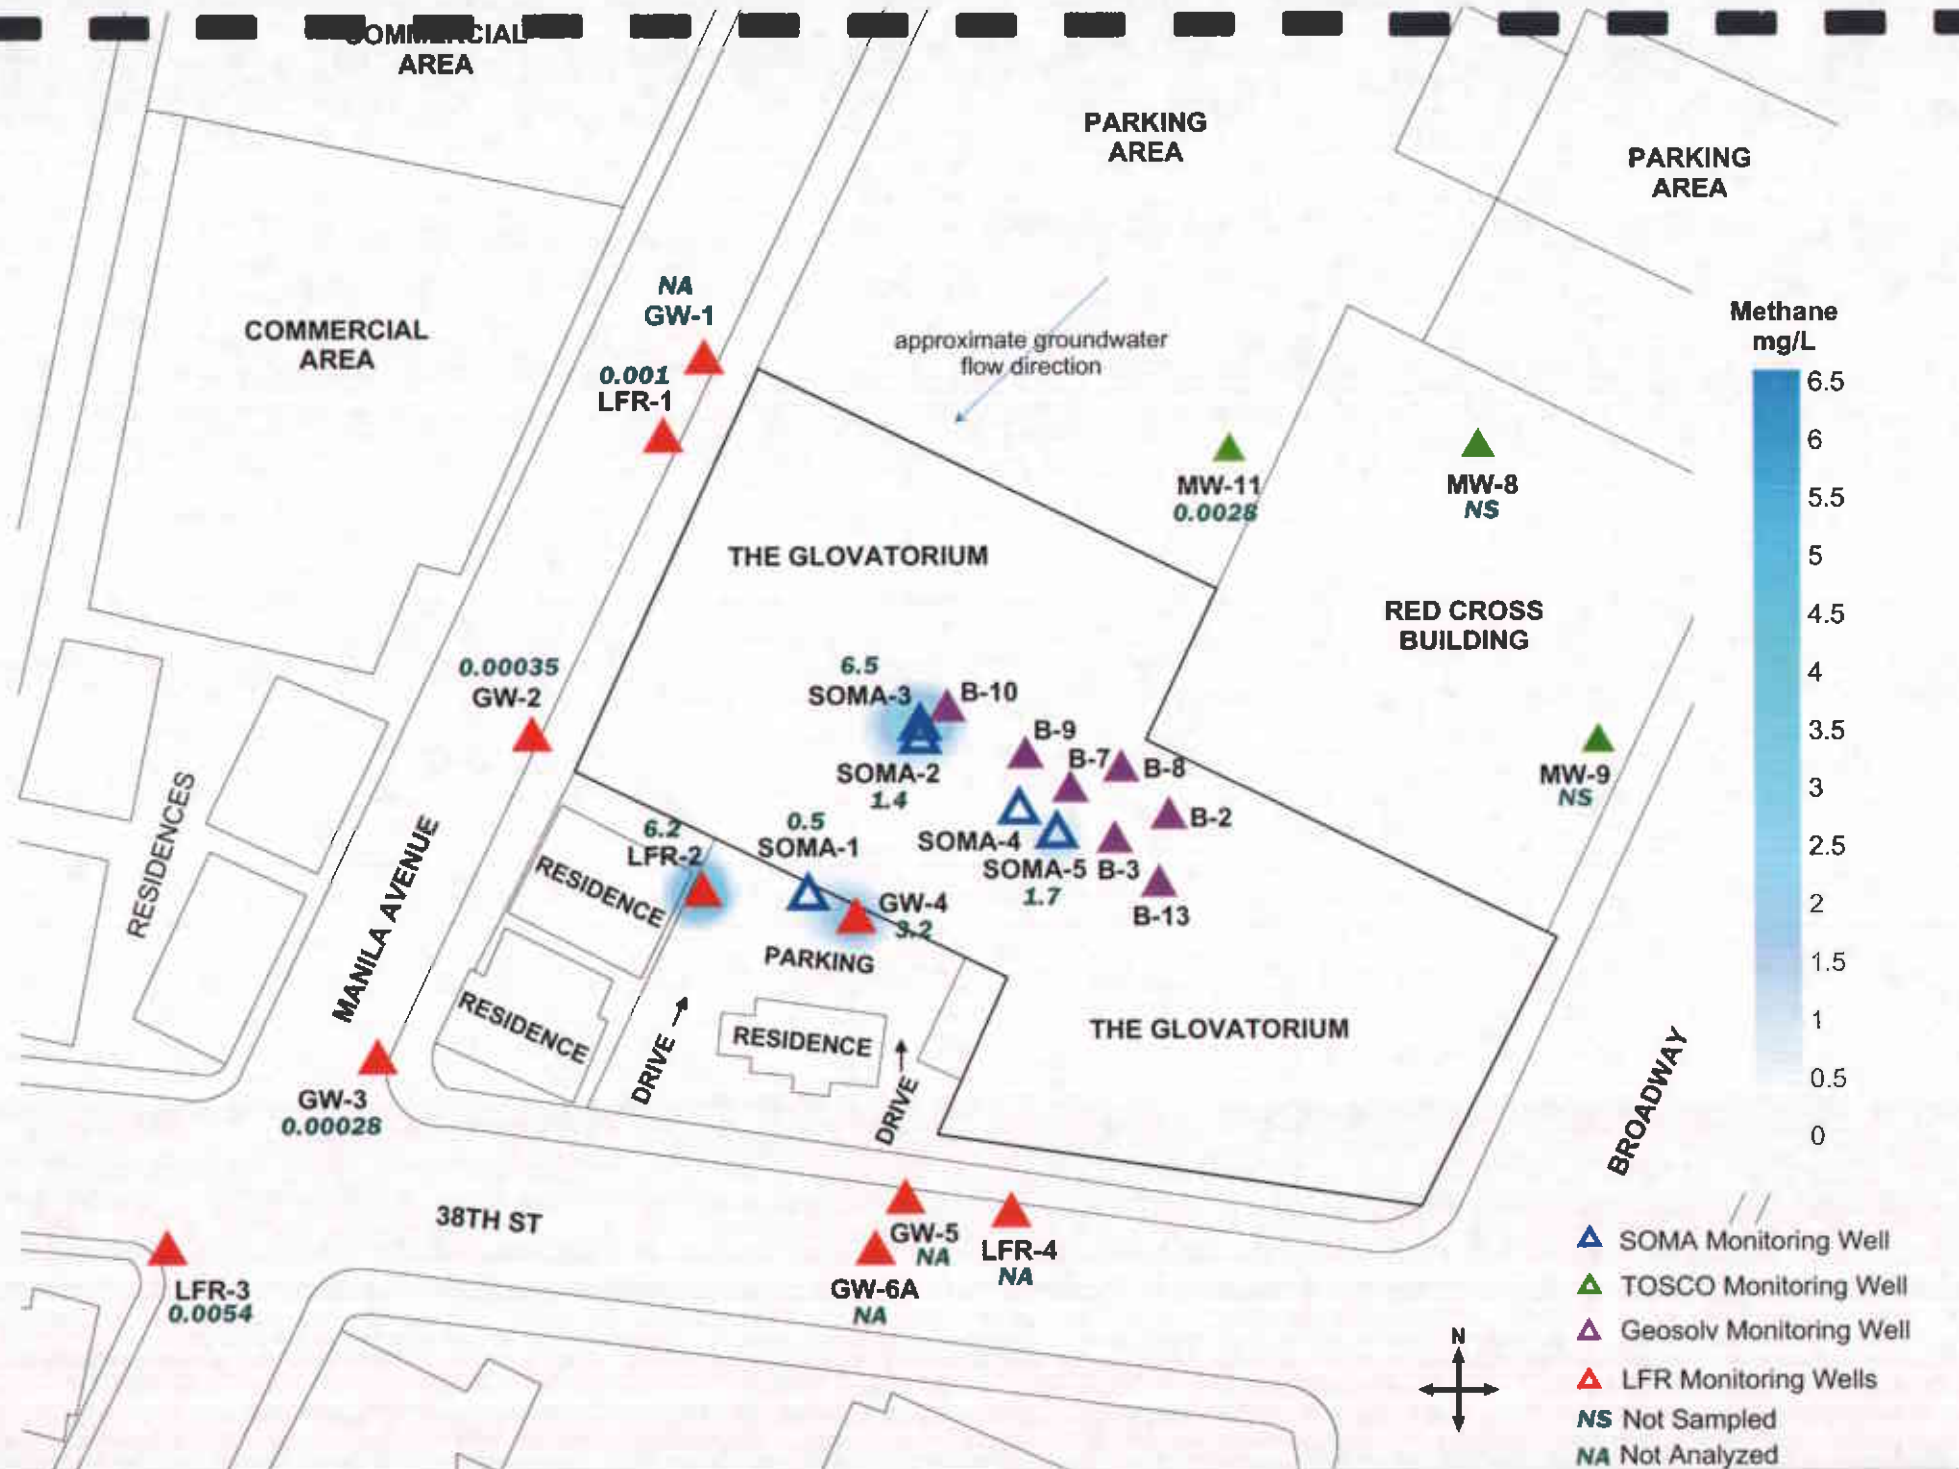 COMMERCIAL
AREA
PARKING
AREA
PARKING
AREA
NA
GW-1
COMMERCIAL
AREA
approximate groundwater
flow direction
0.001
LFR-1
Methane
mg/L
6.5
6
5.5
5
4.5
4
3.5
3
2.5
2
1.5
1
0.5
0
MW-11
0.0028
MW-8
NS
THE GLOVATORIUM
RED CROSS
BUILDING
0.00035
GW-2
6.5
SOMA-3
B-10
B-9
B-7
B-8
SOMA-2
1.4
MW-9
NS
B-2
SOMA-4
SOMA-5
1.7
B-3
B-13
6.2
LFR-2
0.5
SOMA-1
GW-4
3.2
RESIDENCES
MANILA AVENUE
RESIDENCE
PARKING
RESIDENCE
RESIDENCE
DRIVE
DRIVE
THE GLOVATORIUM
BROADWAY
GW-3
0.00028
38TH ST
GW-5
NA
LFR-4
NA
GW-6A
NA
LFR-3
0.0054
N
SOMA Monitoring Well
TOSCO Monitoring Well
Geosolv Monitoring Well
LFR Monitoring Wells
NS Not Sampled
NA Not Analyzed